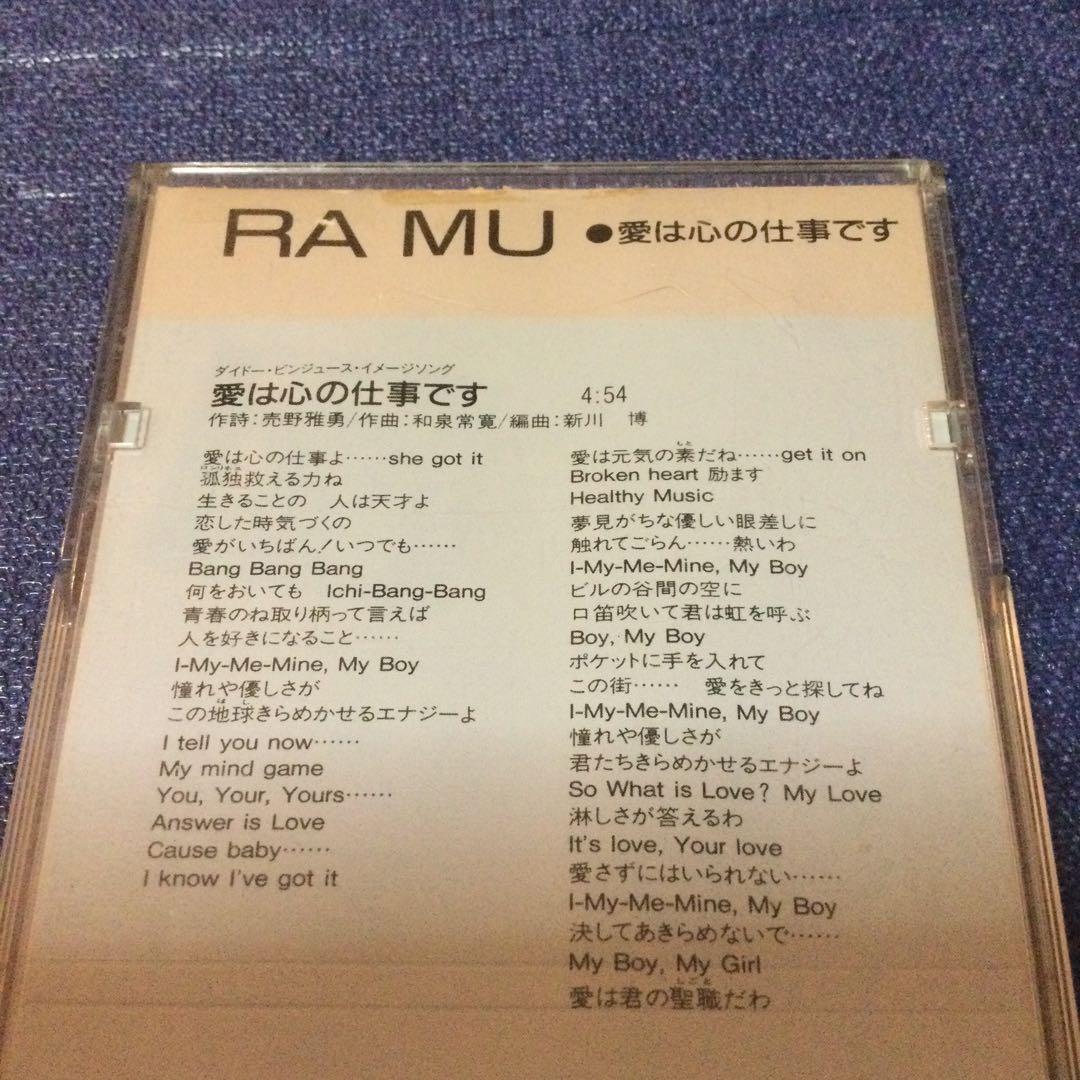 RA MU ●愛は心の仕事です
ダイドー・ビンジュース・イメージソング
愛は心の仕事です 4:54
作詩:売野雅勇/作曲:和泉常寛/編曲:新川 博
愛は心の仕事よ……she got it
孤独救える力ね
生きることの 人は天才よ
恋した時気づくの
愛がいちばん!いつでも……
Bang Bang Bang
何をおいても Ichi-Bang-Bang
青春のね取り柄って言えば
人を好きになること……
I-My-Me-Mine, My Boy
憧れや優しさが
はし
この地球きらめかせるエナジーよ
I tell you now……
My mind game
You, Your, Yours……
Answer is Love
Cause baby……
I know I've got it
もと
愛は元気の素だね……get it on
Broken heart 励ます
Healthy Music
夢見がちな優しい眼差しに
触れてごらん……熱いわ
I-My-Me-Mine, My Boy
ビルの谷間の空に
口笛吹いて君は虹を呼ぶ
Boy, My Boy
ポケットに手を入れて
この街…… 愛をきっと探してね
I-My-Me-Mine, My Boy
憧れや優しさが
君たちきらめかせるエナジーよ
So What is Love? My Love
淋しさが答えるわ
It's love, Your love
愛さずにはいられない……
I-My-Me-Mine, My Boy
決してあきらめないで……
My Boy, My Girl
しごと
愛は君の聖職だわ